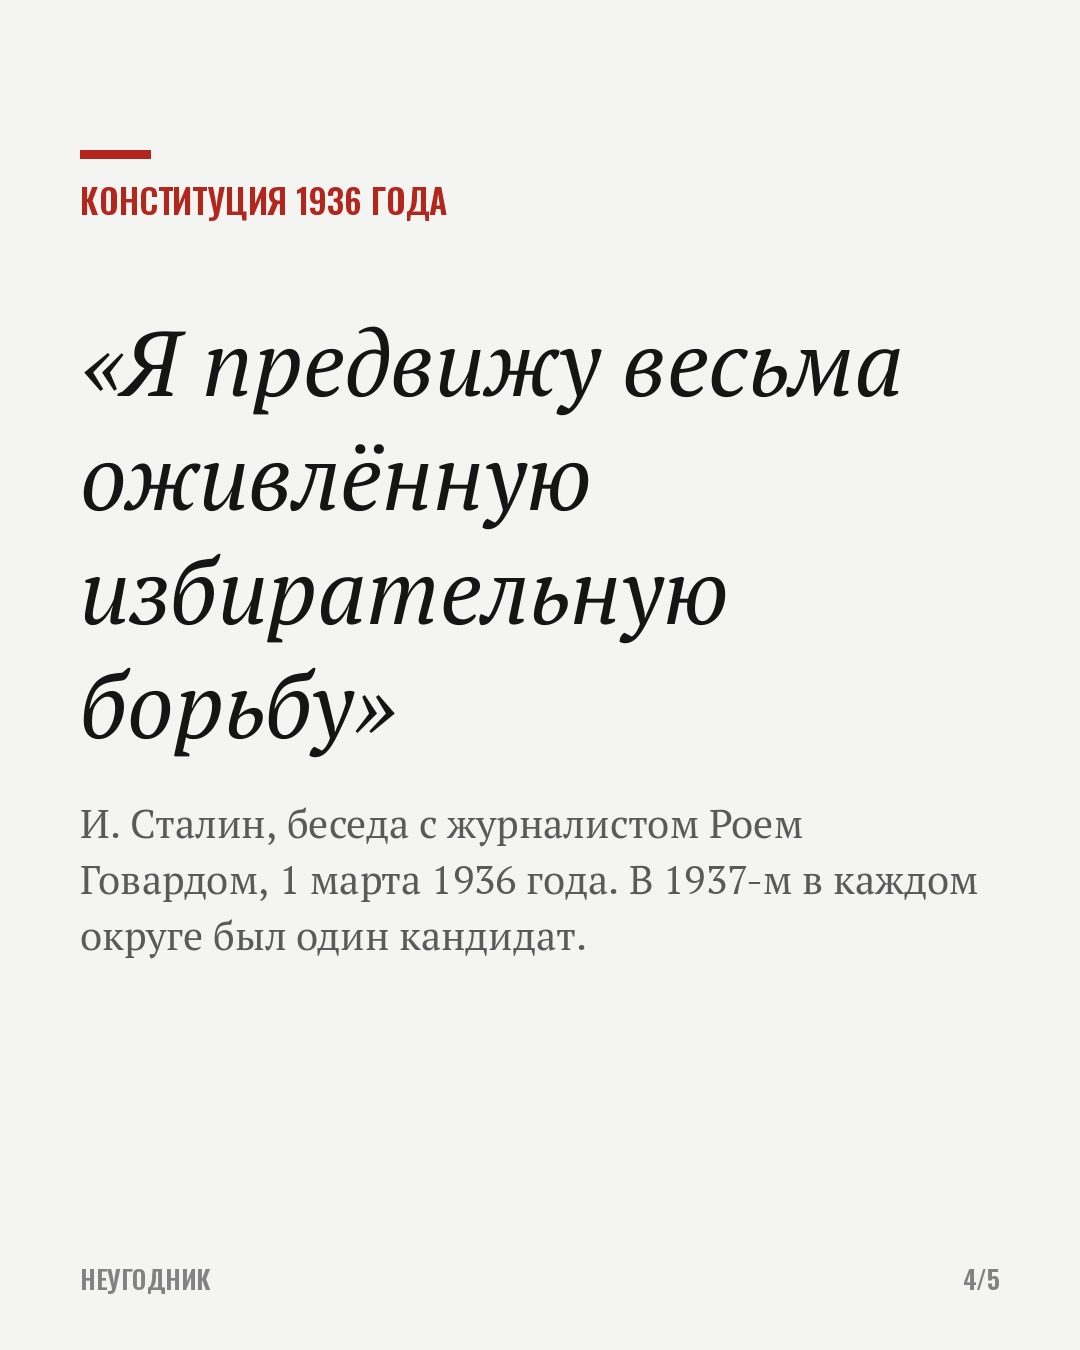 КОНСТИТУЦИЯ 1936 ГОДА
«Я предвижу весьма
оживлённую
избирательную
борьбу»
И. Сталин, беседа с журналистом Роем
Говардом, 1 марта 1936 года. В 1937-м в каждом
округе был один кандидат.
НЕУГОДНИК
4/5